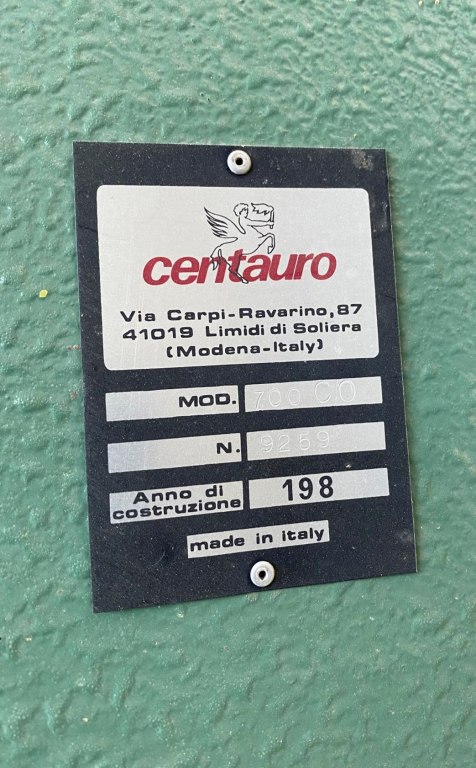 centauro
Via Carpi-Ravarino,87
41019 Limidi di Soliera
(Modena-Italy)
MOD. 700 CO
N. 9259
Anno di
costruzione 198
made in italy